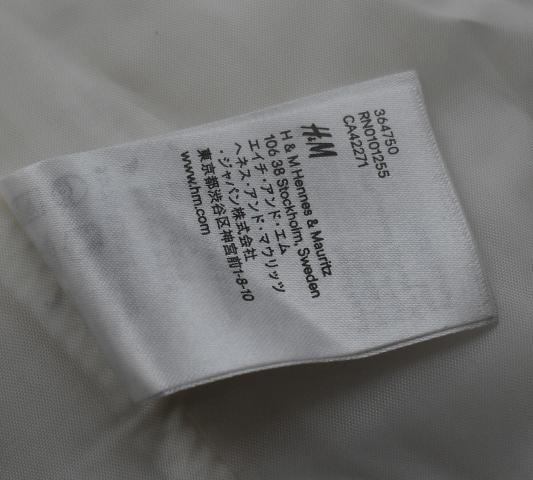 364750
RN0101255
CA42271
H&M
H & M Hennes & Mauritz
106 38 Stockholm, Sweden
エイチ・アンド・エム
ヘネス・アンド・マウリッツ
・ジャパン株式会社
東京都渋谷区神宮前1-8-10
www.hm.com